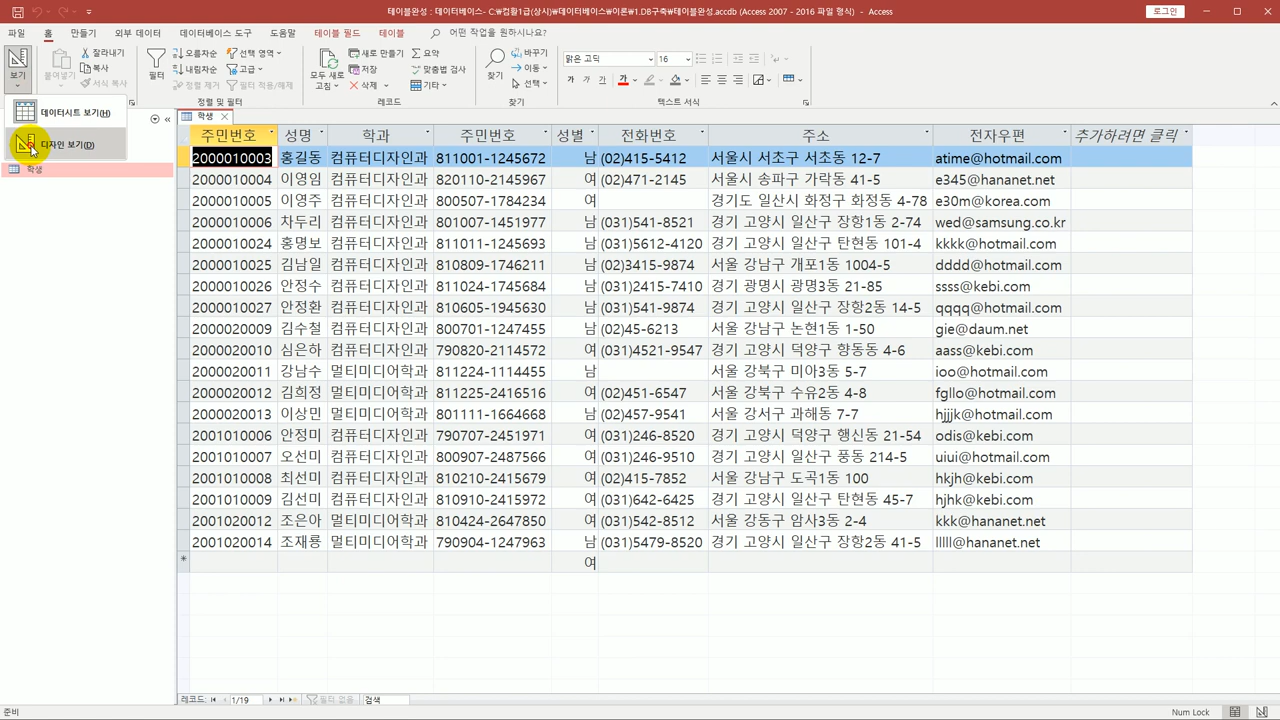 테이블완성 : 데이터베이스- C:₩컴활1급(상시)₩데이터베이스₩이론₩1.DB구축₩테이블완성.accdb (Access 2007 - 2016 파일 형식) - Access 로그인
파일 홈 만들기 외부 데이터 데이터베이스 도구 도움말 테이블 필드 테이블 어떤 작업을 원하시나요?
보기 붙여넣기 잘라내기 복사 서식 복사
필터 오름차순 내림차순 정렬 제거 선택 영역 고급 필터 적용/해제
모두 새로 고침 새로 만들기 저장 삭제 요약 맞춤법 검사 기타
찾기 바꾸기 이동 선택
맑은 고딕 16
가 가 가 가
정렬 및 필터 레코드 찾기 텍스트 서식
데이터시트 보기(H)
디자인 보기(D)
학생
학생
주민번호 성명 학과 주민번호 성별 전화번호 주소 전자우편 추가하려면 클릭
2000010003 홍길동 컴퓨터디자인과 811001-1245672 남 (02)415-5412 서울시 서초구 서초동 12-7 atime@hotmail.com
2000010004 이영임 컴퓨터디자인과 820110-2145967 여 (02)471-2145 서울시 송파구 가락동 41-5 e345@hananet.net
2000010005 이영주 컴퓨터디자인과 800507-1784234 여 경기도 일산시 화정구 화정동 4-78 e30m@korea.com
2000010006 차두리 컴퓨터디자인과 801007-1451977 남 (031)541-8521 경기 고양시 일산구 장항1동 2-74 wed@samsung.co.kr
2000010024 홍명보 컴퓨터디자인과 811011-1245693 남 (031)5612-4120 경기 고양시 일산구 탄현동 101-4 kkkk@hotmail.com
2000010025 김남일 컴퓨터디자인과 810809-1746211 남 (02)3415-9874 서울 강남구 개포1동 1004-5 dddd@hotmail.com
2000010026 안정수 컴퓨터디자인과 811024-1745684 남 (031)2415-7410 경기 광명시 광명3동 21-85 ssss@kebi.com
2000010027 안정환 컴퓨터디자인과 810605-1945630 남 (031)541-9874 경기 고양시 일산구 장항2동 14-5 qqqq@hotmail.com
2000020009 김수철 컴퓨터디자인과 800701-1247455 남 (02)45-6213 서울 강남구 논현1동 1-50 gie@daum.net
2000020010 심은하 컴퓨터디자인과 790820-2114572 여 (031)4521-9547 경기 고양시 덕양구 향동동 4-6 aass@kebi.com
2000020011 강남수 멀티미디어학과 811224-1114455 남 서울 강북구 미아3동 5-7 ioo@hotmail.com
2000020012 김희정 멀티미디어학과 811225-2416516 여 (02)451-6547 서울 강북구 수유2동 4-8 fgllo@hotmail.com
2000020013 이상민 멀티미디어학과 801111-1664668 남 (02)457-9541 서울 강서구 과해동 7-7 hjjjk@hotmail.com
2001010006 안정미 컴퓨터디자인과 790707-2451971 여 (031)246-8520 경기 고양시 덕양구 행신동 21-54 odis@kebi.com
2001010007 오선미 컴퓨터디자인과 800907-2487566 여 (031)246-9510 경기 고양시 일산구 풍동 214-5 uiui@hotmail.com
2001010008 최선미 컴퓨터디자인과 810210-2415679 여 (02)415-7852 서울 강남구 도곡1동 100 hkjh@kebi.com
2001010009 김선미 컴퓨터디자인과 810910-2415972 여 (031)642-6425 경기 고양시 일산구 탄현동 45-7 hjhk@kebi.com
2001020012 조은아 멀티미디어학과 810424-2647850 여 (031)542-8512 서울 강동구 암사3동 2-4 kkk@hananet.net
2001020014 조재룡 멀티미디어학과 790904-1247963 남 (031)5479-8520 경기 고양시 일산구 장항2동 41-5 lllll@hananet.net
* 여
레코드: 1/19 필터 없음 검색
준비 Num Lock